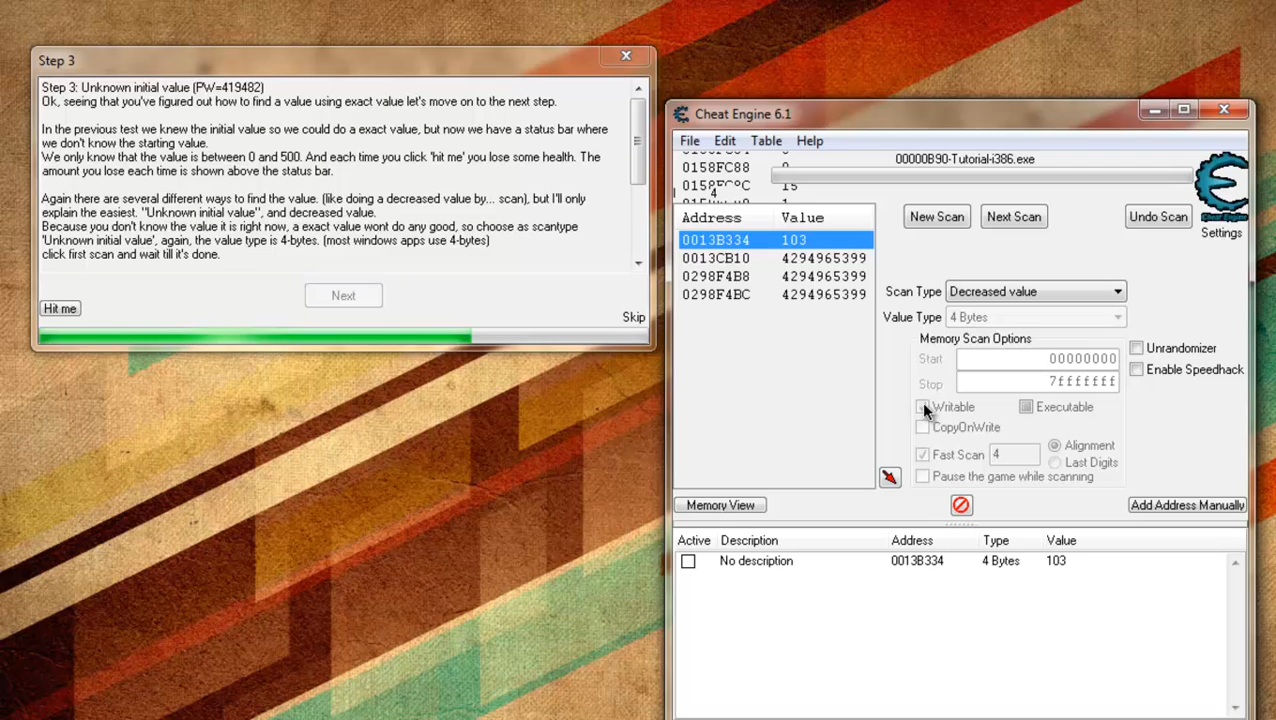 Step 3
Step 3: Unknown initial value (PW=419482)
Ok, seeing that you've figured out how to find a value using exact value let's move on to the next step.
In the previous test we knew the initial value so we could do a exact value, but now we have a status bar where
we don't know the starting value.
We only know that the value is between 0 and 500. And each time you click 'hit me' you lose some health. The
amount you lose each time is shown above the status bar.
Again there are several different ways to find the value. (like doing a decreased value by... scan), but I'll only
explain the easiest. "Unknown initial value", and decreased value.
Because you don't know the value it is right now, a exact value wont do any good, so choose as scantype
'Unknown initial value', again, the value type is 4-bytes. (most windows apps use 4-bytes)
click first scan and wait till it's done.
Next
Hit me
Skip
Cheat Engine 6.1
File Edit Table Help
00000B90-Tutorial-i386.exe
0158FC88
15
4
Address Value
0013B334 103
0013CB10 4294965399
0298F4B8 4294965399
0298F4BC 4294965399
New Scan Next Scan Undo Scan
Cheat Engine
Settings
Scan Type Decreased value
Value Type 4 Bytes
Memory Scan Options
Start 00000000
Stop 7fffffff
Unrandomizer
Enable Speedhack
Writable Executable
CopyOnWrite
Fast Scan 4 Alignment
Last Digits
Pause the game while scanning
Memory View Add Address Manually
Active Description Address Type Value
No description 0013B334 4 Bytes 103